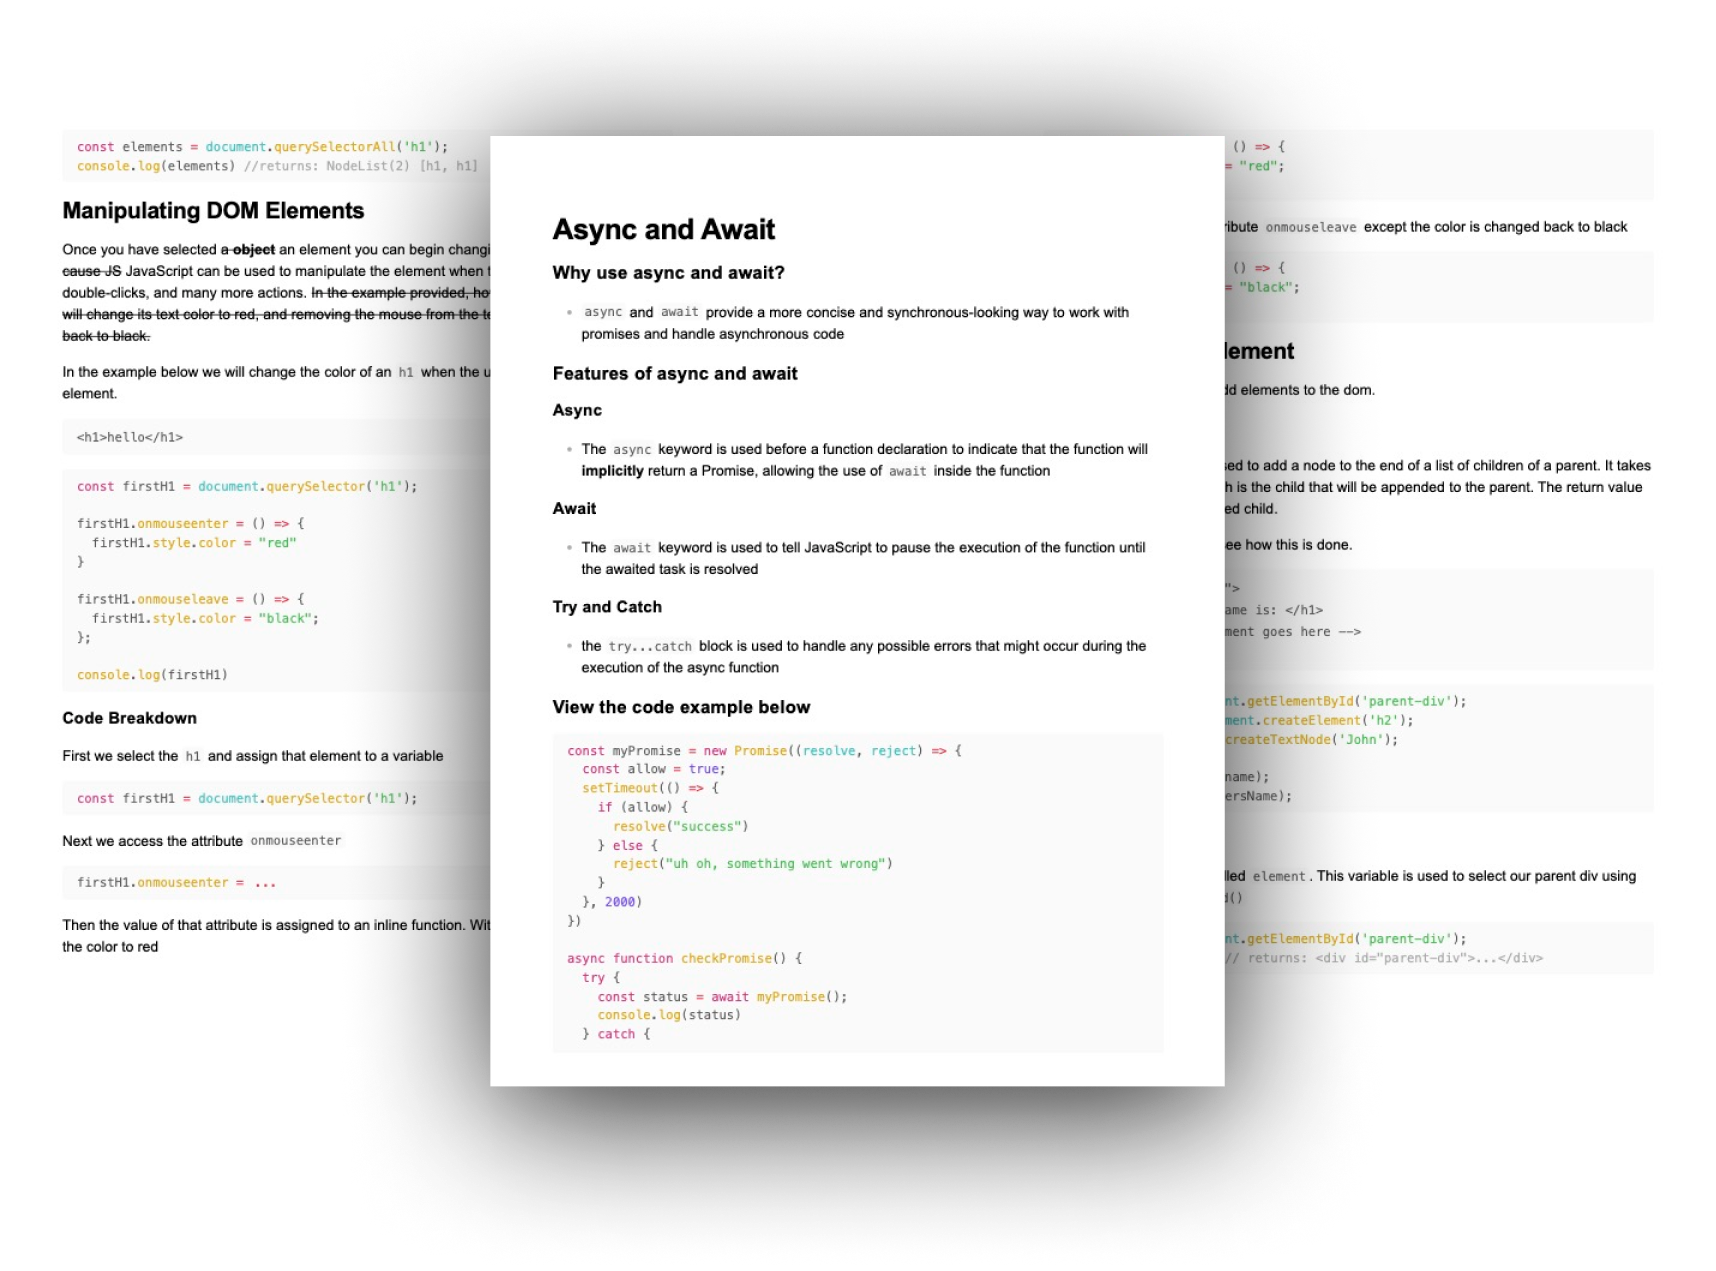 const elements = document.querySelectorAll('h1');
console.log(elements) //returns: NodeList(2) [h1, h1]
Manipulating DOM Elements
Once you have selected a object an element you can begin changi
cause JS JavaScript can be used to manipulate the element when t
double-clicks, and many more actions. In the example provided, ho
will change its text color to red, and removing the mouse from the te
back to black.
In the example below we will change the color of an h1 when the u
element.
<h1>hello</h1>
const firstH1 = document.querySelector('h1');
firstH1.onmouseenter = () => {
  firstH1.style.color = "red"
}
firstH1.onmouseleave = () => {
  firstH1.style.color = "black";
};
console.log(firstH1)
Code Breakdown
First we select the h1 and assign that element to a variable
const firstH1 = document.querySelector('h1');
Next we access the attribute onmouseenter
firstH1.onmouseenter = ...
Then the value of that attribute is assigned to an inline function. Wit
the color to red
Async and Await
Why use async and await?
• async and await provide a more concise and synchronous-looking way to work with
promises and handle asynchronous code
Features of async and await
Async
• The async keyword is used before a function declaration to indicate that the function will
implicitly return a Promise, allowing the use of await inside the function
Await
• The await keyword is used to tell JavaScript to pause the execution of the function until
the awaited task is resolved
Try and Catch
• the try...catch block is used to handle any possible errors that might occur during the
execution of the async function
View the code example below
const myPromise = new Promise((resolve, reject) => {
  const allow = true;
  setTimeout(() => {
    if (allow) {
      resolve("success")
    } else {
      reject("uh oh, something went wrong")
    }
  }, 2000)
})
async function checkPromise() {
  try {
    const status = await myPromise();
    console.log(status)
  } catch {
() => {
= "red";
ribute onmouseleave except the color is changed back to black
() => {
= "black";
lement
dd elements to the dom.
sed to add a node to the end of a list of children of a parent. It takes
h is the child that will be appended to the parent. The return value
ed child.
ee how this is done.
">
ame is: </h1>
ment goes here -->
nt.getElementById('parent-div');
ment.createElement('h2');
createTextNode('John');
name);
ersName);
lled element. This variable is used to select our parent div using
d()
nt.getElementById('parent-div');
// returns: <div id="parent-div">...</div>